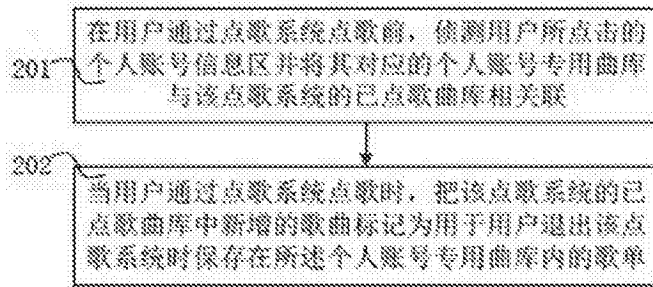 在用户通过点歌系统点歌前，侦测用户所点击的
201
个人账号信息区并将其对应的个人账号专用曲库
与该点歌系统的已点歌曲库相关联
202
当用户通过点歌系统点歌时，把该点歌系统的已
点歌曲库中新增的歌曲标记为用于用户退出该点
歌系统时保存在所述个人账号专用曲库内的歌单